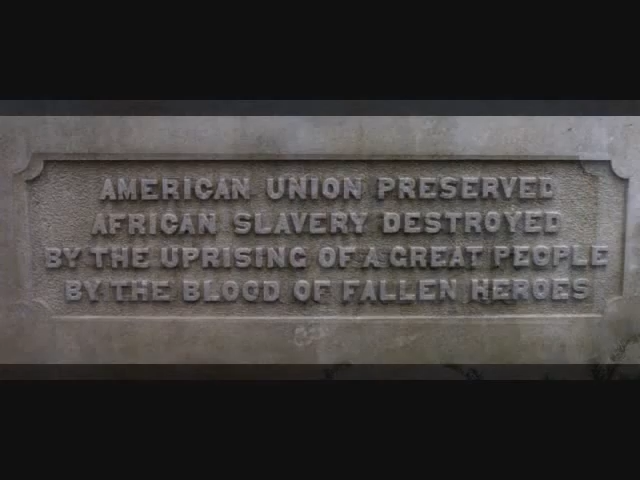 AMERICAN UNION PRESERVED
AFRICAN SLAVERY DESTROYED
BY THE UPRISING OF A GREAT PEOPLE
BY THE BLOOD OF FALLEN HEROES